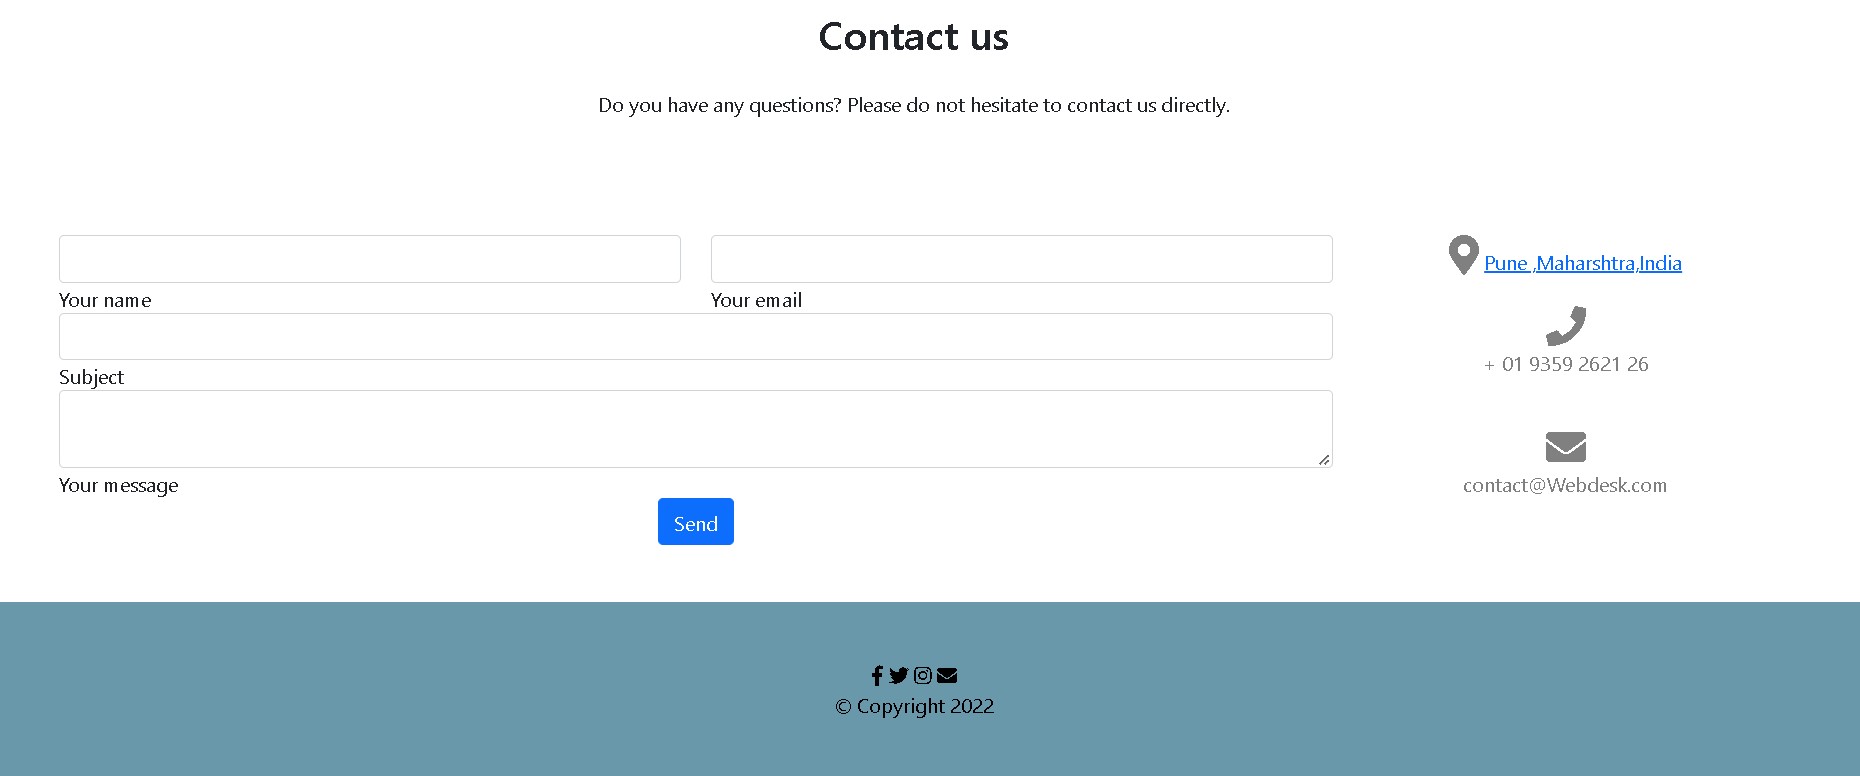 Contact us
Do you have any questions? Please do not hesitate to contact us directly.
Your name
Your email
Subject
Your message
Send
Pune ,Maharshtra,India
+ 01 9359 2621 26
contact@Webdesk.com
© Copyright 2022